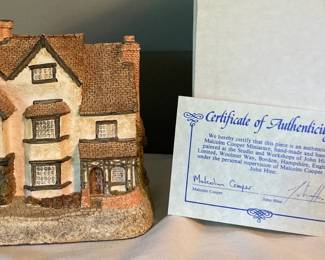 Certificate of Authenticity
We hereby certify that this piece is an authentic
Malcolm Cooper Miniature, hand-made and hand
painted at the Studio and Workshops of John Hine
Limited, Woolmer Way, Bordon, Hampshire, England
under the personal supervision of Malcolm Cooper
John Hine.
Malcolm Cooper
Malcolm Cooper
John Hine